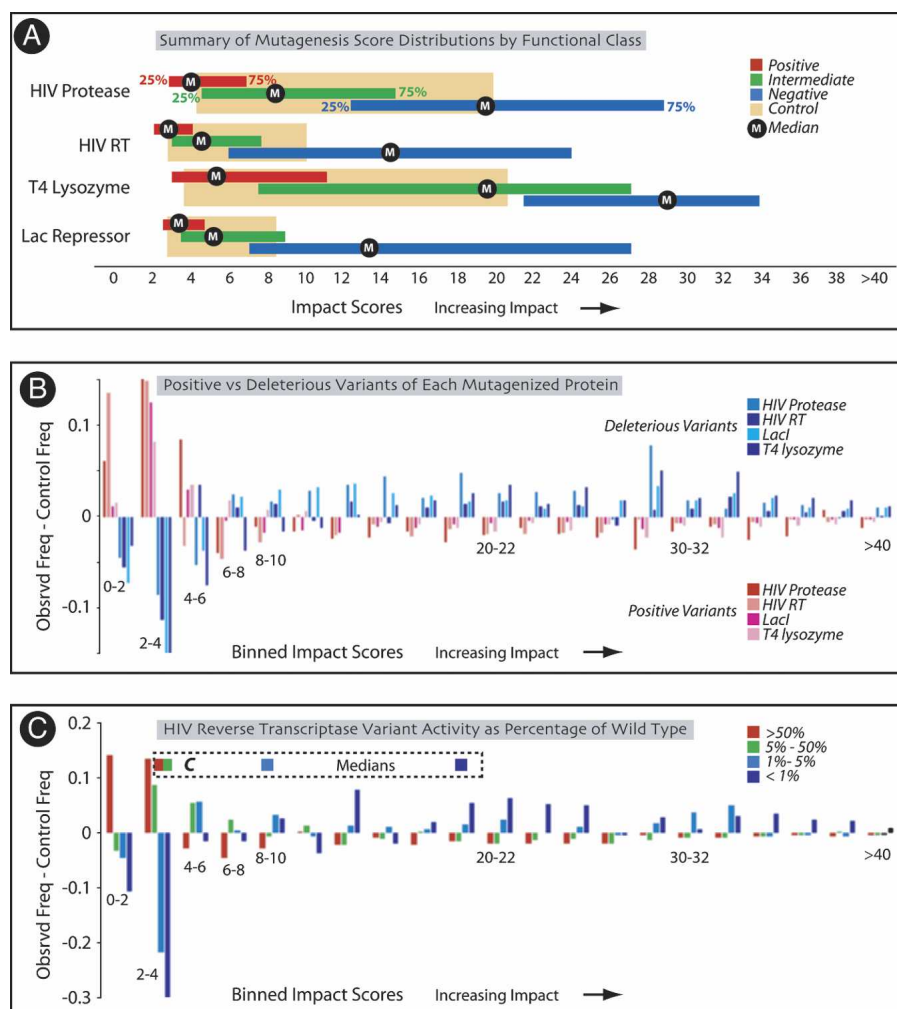 A
Summary of Mutagenesis Score Distributions by Functional Class
Positive
Intermediate
Negative
Control
M Median
HIV Protease
25% M 75%
25% M 75%
25% M 75%
HIV RT
M
M
M
T4 Lysozyme
M
M
M
Lac Repressor
M
M
M
0 2 4 6 8 10 12 14 16 18 20 22 24 26 28 30 32 34 >40
Impact Scores Increasing Impact
B
Positive vs Deleterious Variants of Each Mutagenized Protein
Obsrvd Freq - Control Freq
0.1
0
-0.1
Deleterious Variants
HIV Protease
HIV RT
LacI
T4 lysozyme
0-2
2-4
4-6
6-8
8-10
20-22
30-32
>40
Positive Variants
HIV Protease
HIV RT
LacI
T4 lysozyme
Binned Impact Scores Increasing Impact
C
HIV Reverse Transcriptase Variant Activity as Percentage of Wild Type
Obsrvd Freq - Control Freq
0.2
0.1
0
-0.1
-0.2
-0.3
C Medians
>50%
5% - 50%
1%- 5%
< 1%
0-2
2-4
4-6
6-8
8-10
20-22
30-32
>40
Binned Impact Scores Increasing Impact